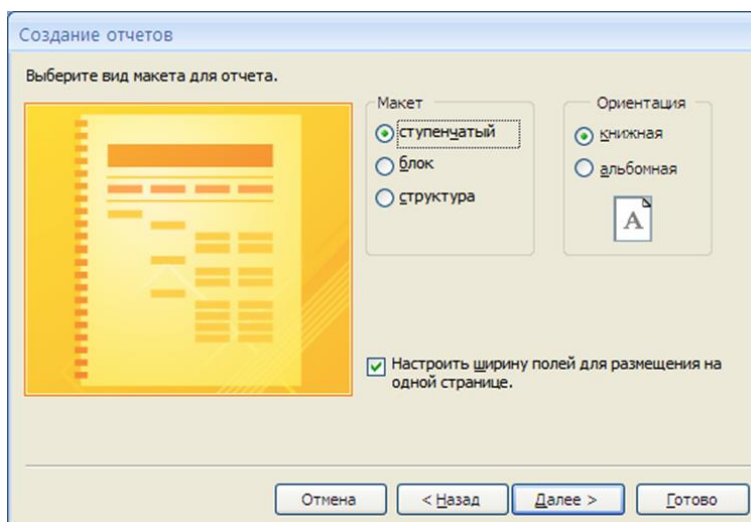 Создание отчетов
Выберите вид макета для отчета.
Макет
ступенчатый
блок
структура
Ориентация
книжная
альбомная
A
Настроить ширину полей для размещения на
одной странице.
Отмена
< Назад
Далее >
Готово